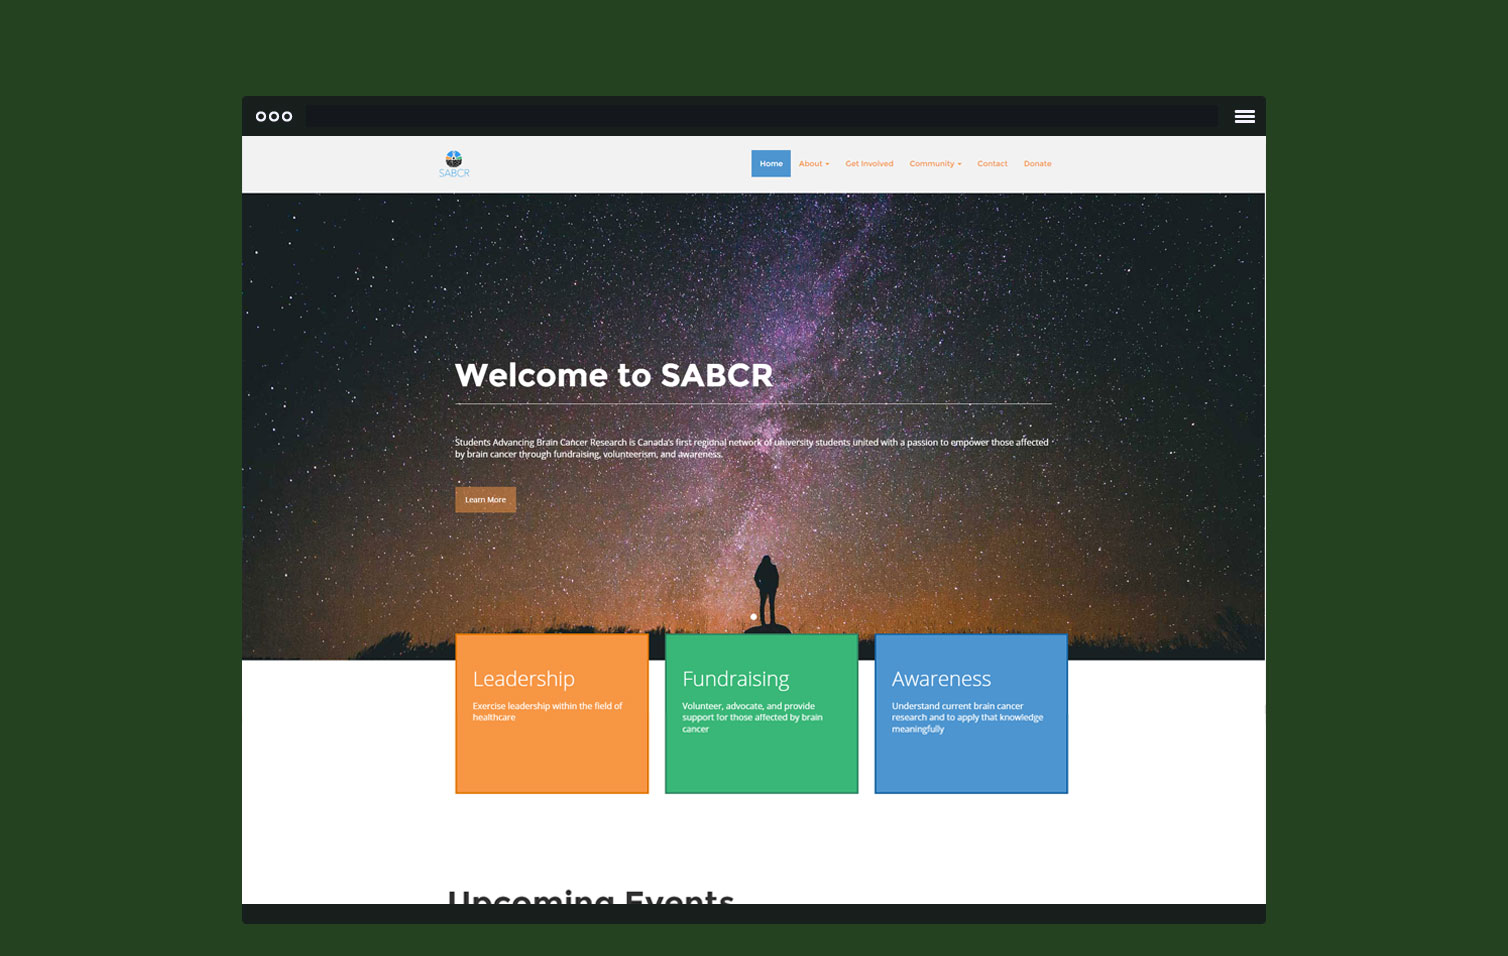 SABCR
Home About Get Involved Community Contact Donate
Welcome to SABCR
Students Advancing Brain Cancer Research is Canada's first regional network of university students united with a passion to empower those affected
by brain cancer through fundraising, volunteerism, and awareness.
Learn More
Leadership
Exercise leadership within the field of
healthcare
Fundraising
Volunteer, advocate, and provide
support for those affected by brain
cancer
Awareness
Understand current brain cancer
research and to apply that knowledge
meaningfully
Upcoming Events